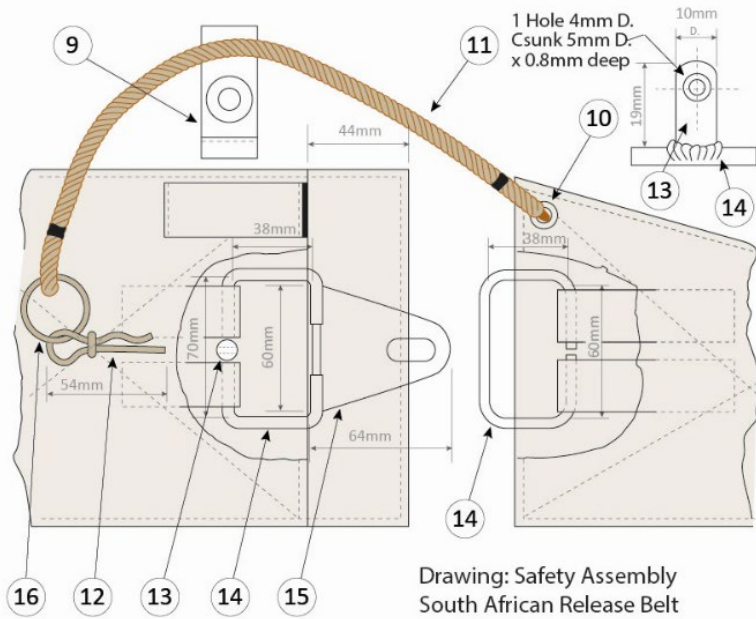 9
11
1 Hole 4mm D.
Csunk 5mm D.
x 0.8mm deep
10mm
D.
19mm
13
14
44mm
10
38mm
38mm
70mm
60mm
60mm
54mm
64mm
14
16
12
13
14
15
Drawing: Safety Assembly
South African Release Belt